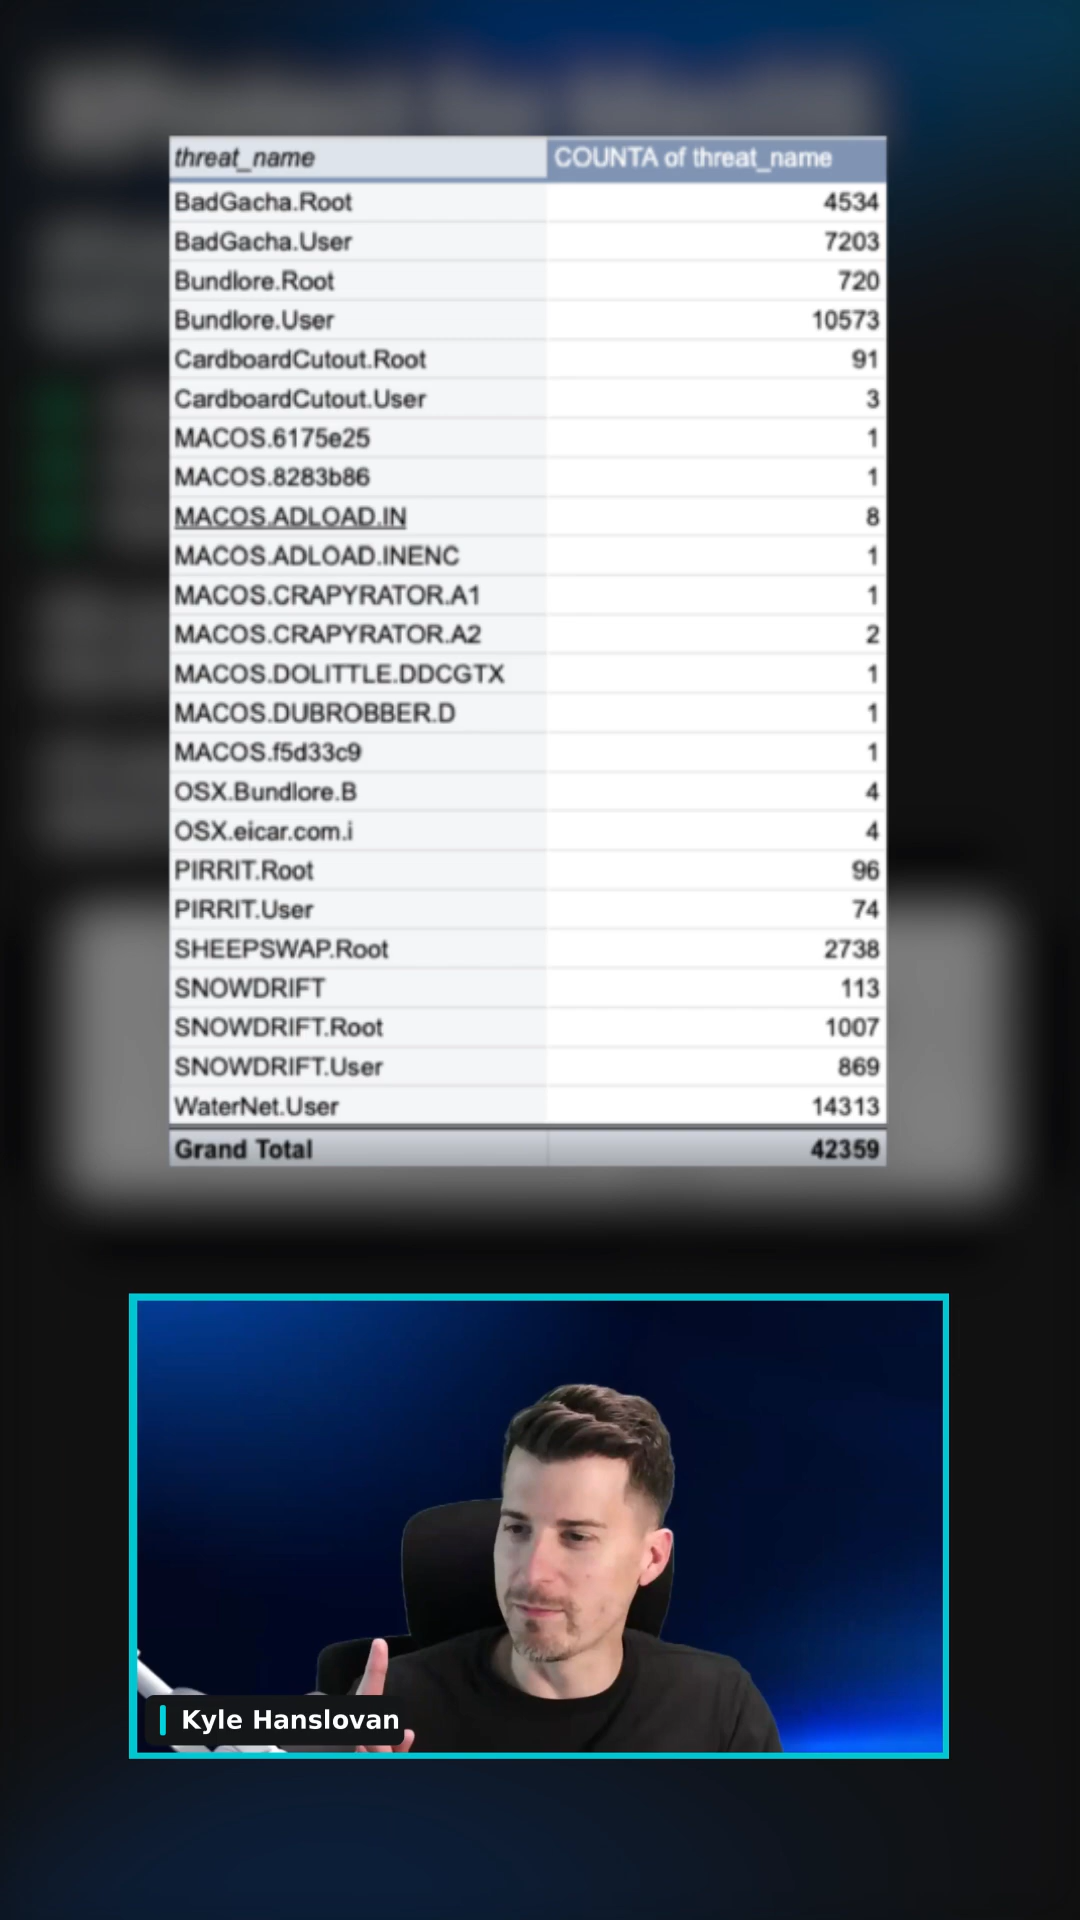 threat_name COUNTA of threat_name
BadGacha.Root 4534
BadGacha.User 7203
Bundlore.Root 720
Bundlore.User 10573
CardboardCutout.Root 91
CardboardCutout.User 3
MACOS.6175e25 1
MACOS.8283b86 1
MACOS.ADLOAD.IN 8
MACOS.ADLOAD.INENC 1
MACOS.CRAPYRATOR.A1 1
MACOS.CRAPYRATOR.A2 2
MACOS.DOLITTLE.DDCGTX 1
MACOS.DUBROBBER.D 1
MACOS.f5d33c9 1
OSX.Bundlore.B 4
OSX.eicar.com.i 4
PIRRIT.Root 96
PIRRIT.User 74
SHEEPSWAP.Root 2738
SNOWDRIFT 113
SNOWDRIFT.Root 1007
SNOWDRIFT.User 869
WaterNet.User 14313
Grand Total 42359
Kyle Hanslovan